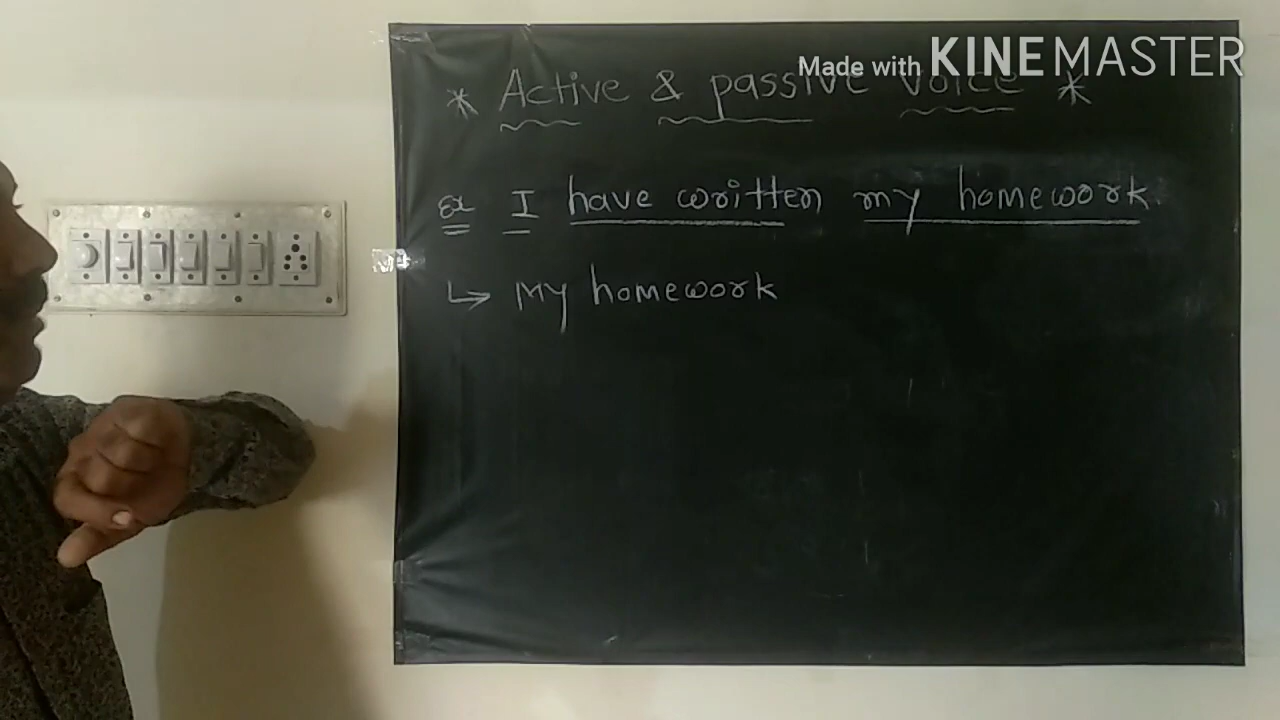 Made with KINEMASTER
* Active & passive voice *
Ex I have written my homework
↳ My homework